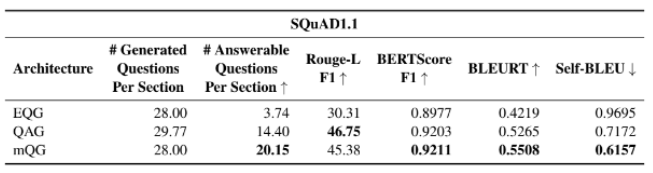 SQuAD1.1
Architecture # Generated Questions Per Section # Answerable Questions Per Section ↑ Rouge-L F1 ↑ BERTScore F1 ↑ BLEURT ↑ Self-BLEU ↓
EQG 28.00 3.74 30.31 0.8977 0.4219 0.9695
QAG 29.77 14.40 46.75 0.9203 0.5265 0.7172
mQG 28.00 20.15 45.38 0.9211 0.5508 0.6157